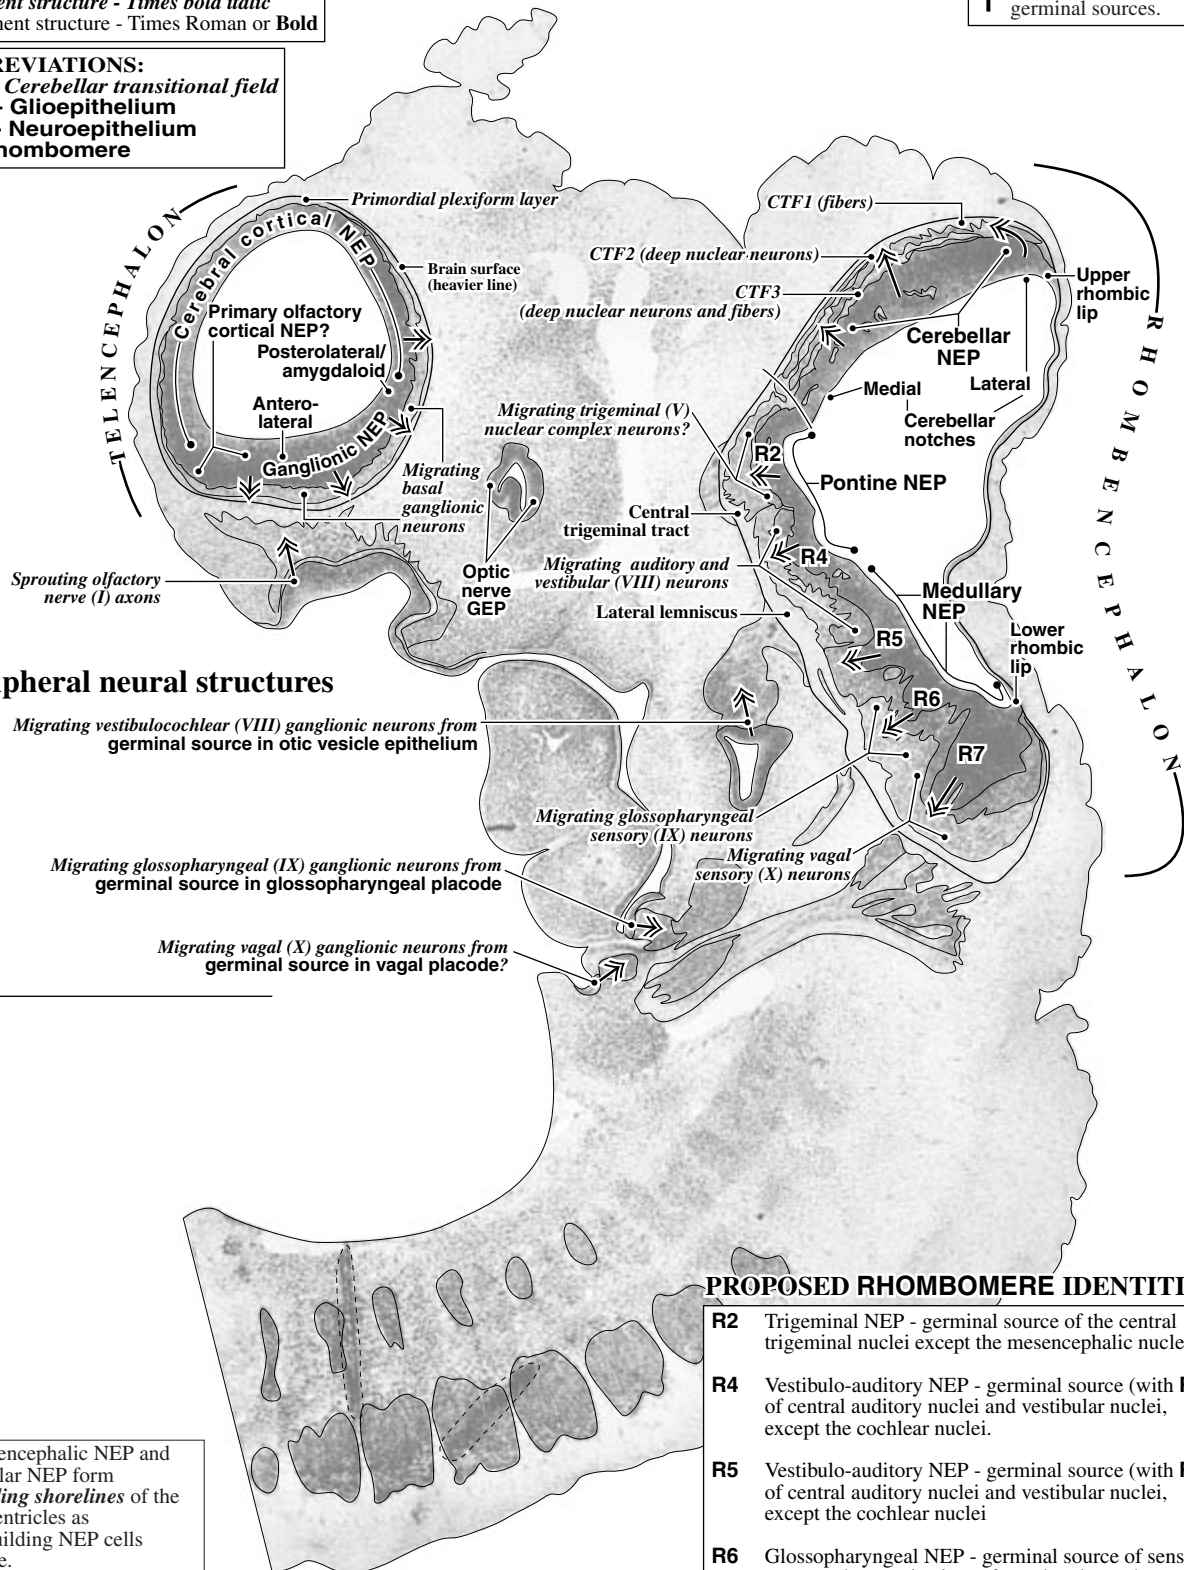 ent structure - Times bold italic
nent structure - Times Roman or Bold
germinal sources.
REVIATIONS:
Cerebellar transitional field
- Glioepithelium
- Neuroepithelium
hombomere
TELENCEPHALON
Cerebral cortical NEP
Primordial plexiform layer
Brain surface
(heavier line)
Primary olfactory
cortical NEP?
Posterolateral/
amygdaloid
Antero-
lateral
Ganglionic NEP
Migrating
basal
ganglionic
neurons
Sprouting olfactory
nerve (I) axons
Optic
nerve
GEP
CTF1 (fibers)
CTF2 (deep nuclear neurons)
CTF3
(deep nuclear neurons and fibers)
Upper
rhombic
lip
Cerebellar
NEP
Medial
Lateral
Cerebellar
notches
RHOMBENCEPHALON
Migrating trigeminal (V)
nuclear complex neurons?
R2
Pontine NEP
Central
trigeminal tract
R4
Migrating auditory and
vestibular (VIII) neurons
Lateral lemniscus
Medullary
NEP
R5
Lower
rhombic
lip
R6
R7
pheral neural structures
Migrating vestibulocochlear (VIII) ganglionic neurons from
germinal source in otic vesicle epithelium
Migrating glossopharyngeal
sensory (IX) neurons
Migrating vagal
sensory (X) neurons
Migrating glossopharyngeal (IX) ganglionic neurons from
germinal source in glossopharyngeal placode
Migrating vagal (X) ganglionic neurons from
germinal source in vagal placode?
PROPOSED RHOMBOMERE IDENTITI
R2 Trigeminal NEP - germinal source of the central
trigeminal nuclei except the mesencephalic nucle
R4 Vestibulo-auditory NEP - germinal source (with R
of central auditory nuclei and vestibular nuclei,
except the cochlear nuclei.
R5 Vestibulo-auditory NEP - germinal source (with R
of central auditory nuclei and vestibular nuclei,
except the cochlear nuclei
R6 Glossopharyngeal NEP - germinal source of sens
encephalic NEP and
lar NEP form
ding shorelines of the
entricles as
uilding NEP cells
e.